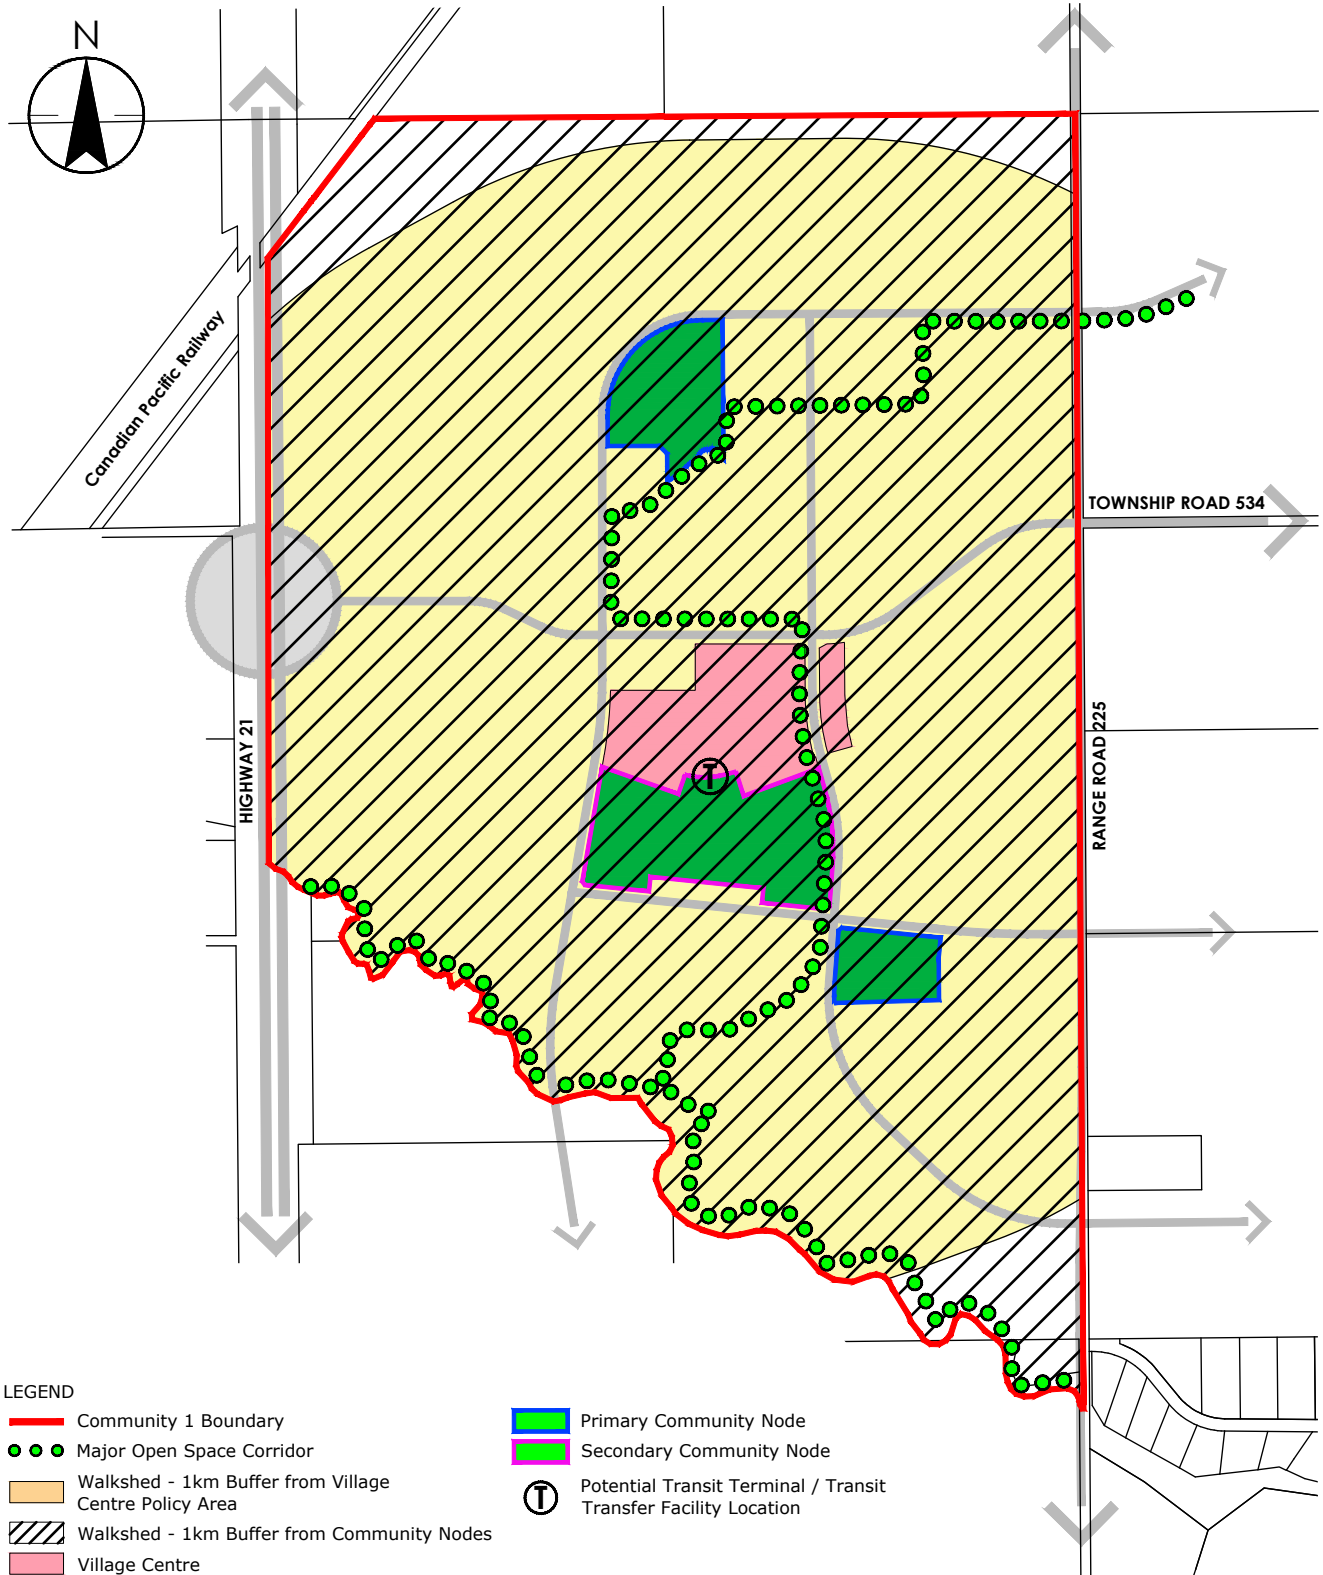 N
Canadian Pacific Railway
TOWNSHIP ROAD 534
HIGHWAY 21
RANGE ROAD 225
T
LEGEND
Community 1 Boundary
Major Open Space Corridor
Walkshed - 1km Buffer from Village
Centre Policy Area
Walkshed - 1km Buffer from Community Nodes
Village Centre
Primary Community Node
Secondary Community Node
T
Potential Transit Terminal / Transit
Transfer Facility Location